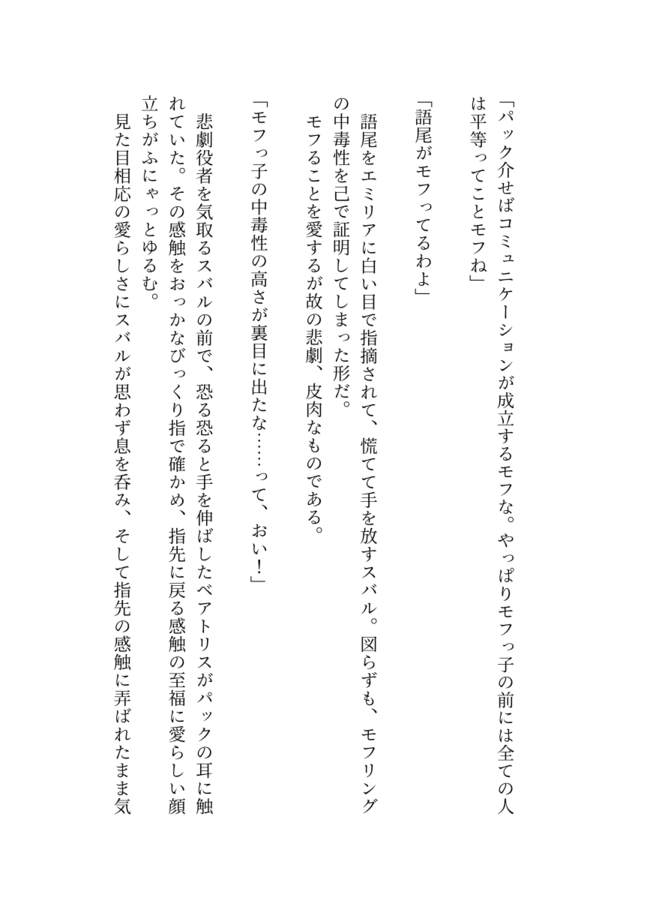 「パック介せばコミュニケーションが成立するモフな。やっぱりモフっ子の前には全ての人
は平等ってことモフね」
「語尾がモフってるわよ」
語尾をエミリアに白い目で指摘されて、慌てて手を放すスバル。図らずも、モフリング
の中毒性を己で証明してしまった形だ。
モフることを愛するが故の悲劇、皮肉なものである。
「モフっ子の中毒性の高さが裏目に出たな……って、おい！」
悲劇役者を気取るスバルの前で、恐る恐ると手を伸ばしたベアトリスがパックの耳に触
れていた。その感触をおっかなびっくり指で確かめ、指先に戻る感触の至福に愛らしい顔
立ちがふにゃっとゆるむ。
見た目相応の愛らしさにスバルが思わず息を呑み、そして指先の感触に弄ばれたまま気